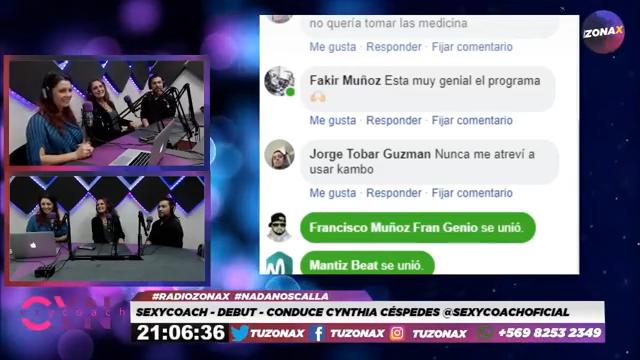 no quería tomar las medicina
Me gusta · Responder · Fijar comentario
Fakir Muñoz Esta muy genial el programa
Me gusta · Responder · Fijar comentario
Jorge Tobar Guzman Nunca me atreví a
usar kambo
Me gusta · Responder · Fijar comentario
Francisco Muñoz Fran Genio se unió.
Mantiz Beat se unió.
TUZONAX
#RADIOZONAX #NADANOSCALLA
CYN
sexycoach
SEXYCOACH - DEBUT - CONDUCE CYNTHIA CÉSPEDES @SEXYCOACHOFICIAL
21:06:36 TUZONAX TUZONAX TUZONAX +569 8253 2349